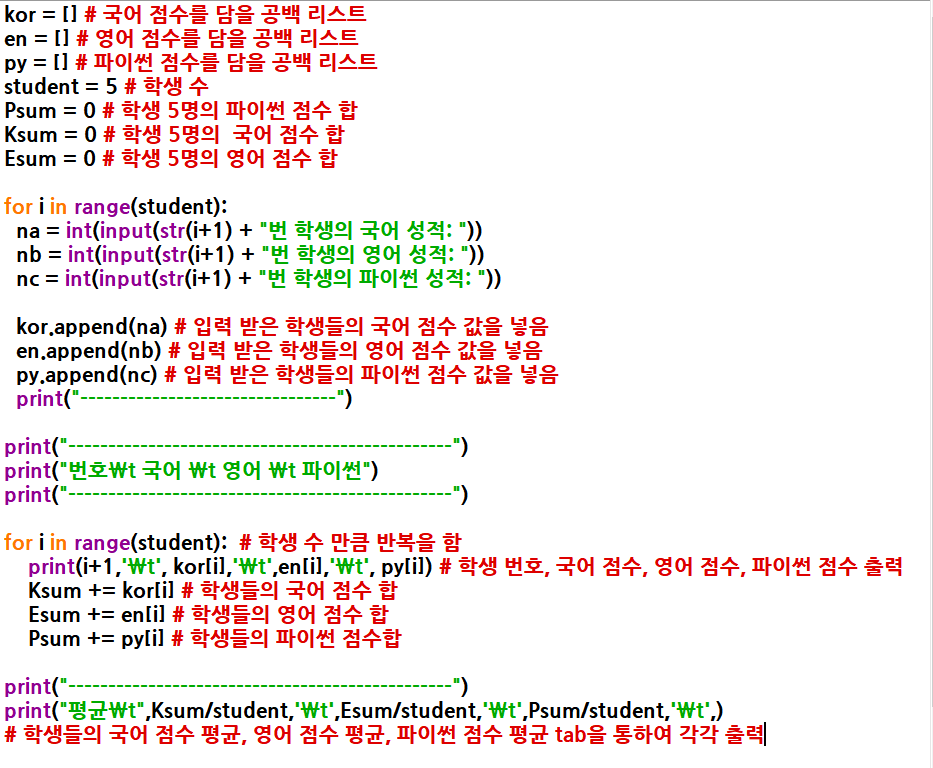 kor = [] # 국어 점수를 담을 공백 리스트
en = [] # 영어 점수를 담을 공백 리스트
py = [] # 파이썬 점수를 담을 공백 리스트
student = 5 # 학생 수
Psum = 0 # 학생 5명의 파이썬 점수 합
Ksum = 0 # 학생 5명의  국어 점수 합
Esum = 0 # 학생 5명의 영어 점수 합

for i in range(student):
  na = int(input(str(i+1) + "번 학생의 국어 성적: "))
  nb = int(input(str(i+1) + "번 학생의 영어 성적: "))
  nc = int(input(str(i+1) + "번 학생의 파이썬 성적: "))

  kor.append(na) # 입력 받은 학생들의 국어 점수 값을 넣음
  en.append(nb) # 입력 받은 학생들의 영어 점수 값을 넣음
  py.append(nc) # 입력 받은 학생들의 파이썬 점수 값을 넣음
  print("--------------------------------")

print("------------------------------------------------")
print("번호₩t 국어 ₩t 영어 ₩t 파이썬")
print("------------------------------------------------")

for i in range(student):  # 학생 수 만큼 반복을 함
    print(i+1,'₩t', kor[i],'₩t',en[i],'₩t', py[i]) # 학생 번호, 국어 점수, 영어 점수, 파이썬 점수 출력
    Ksum += kor[i] # 학생들의 국어 점수 합
    Esum += en[i] # 학생들의 영어 점수 합
    Psum += py[i] # 학생들의 파이썬 점수합

print("------------------------------------------------")
print("평균₩t",Ksum/student,'₩t',Esum/student,'₩t',Psum/student,'₩t',)
# 학생들의 국어 점수 평균, 영어 점수 평균, 파이썬 점수 평균 tab을 통하여 각각 출력